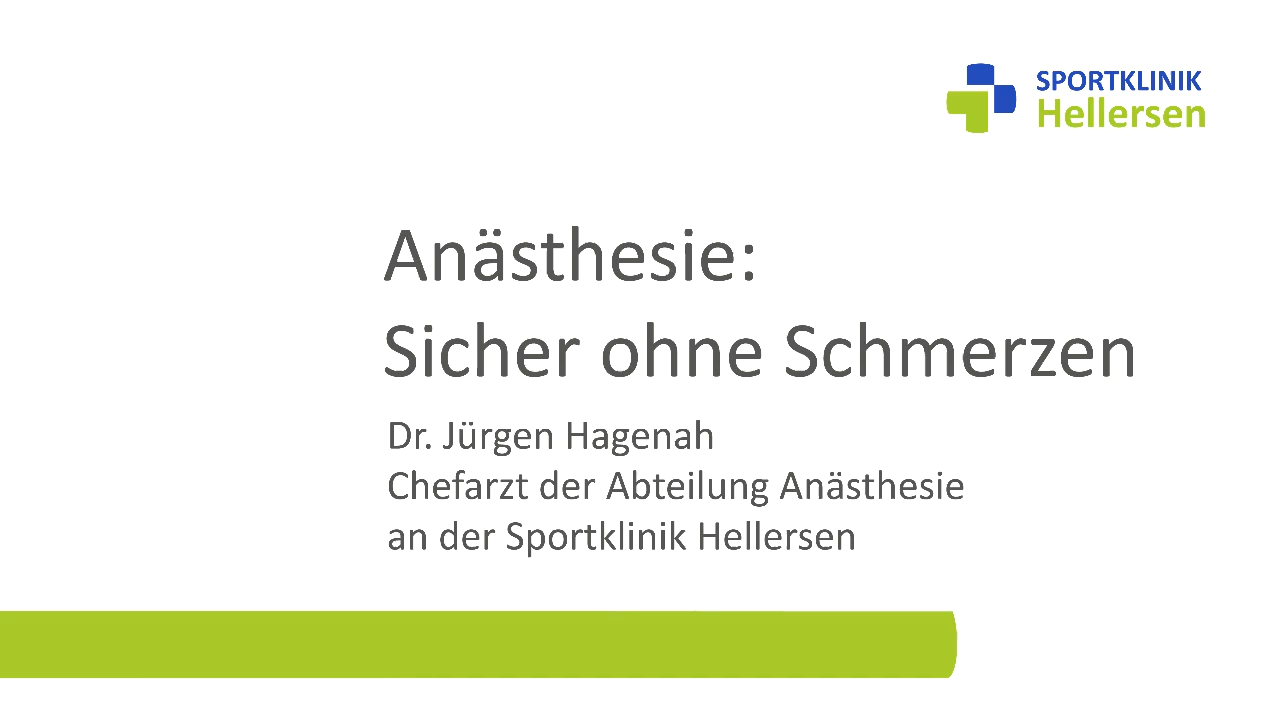 SPORTKLINIK
Hellersen
Anästhesie:
Sicher ohne Schmerzen
Dr. Jürgen Hagenah
Chefarzt der Abteilung Anästhesie
an der Sportklinik Hellersen